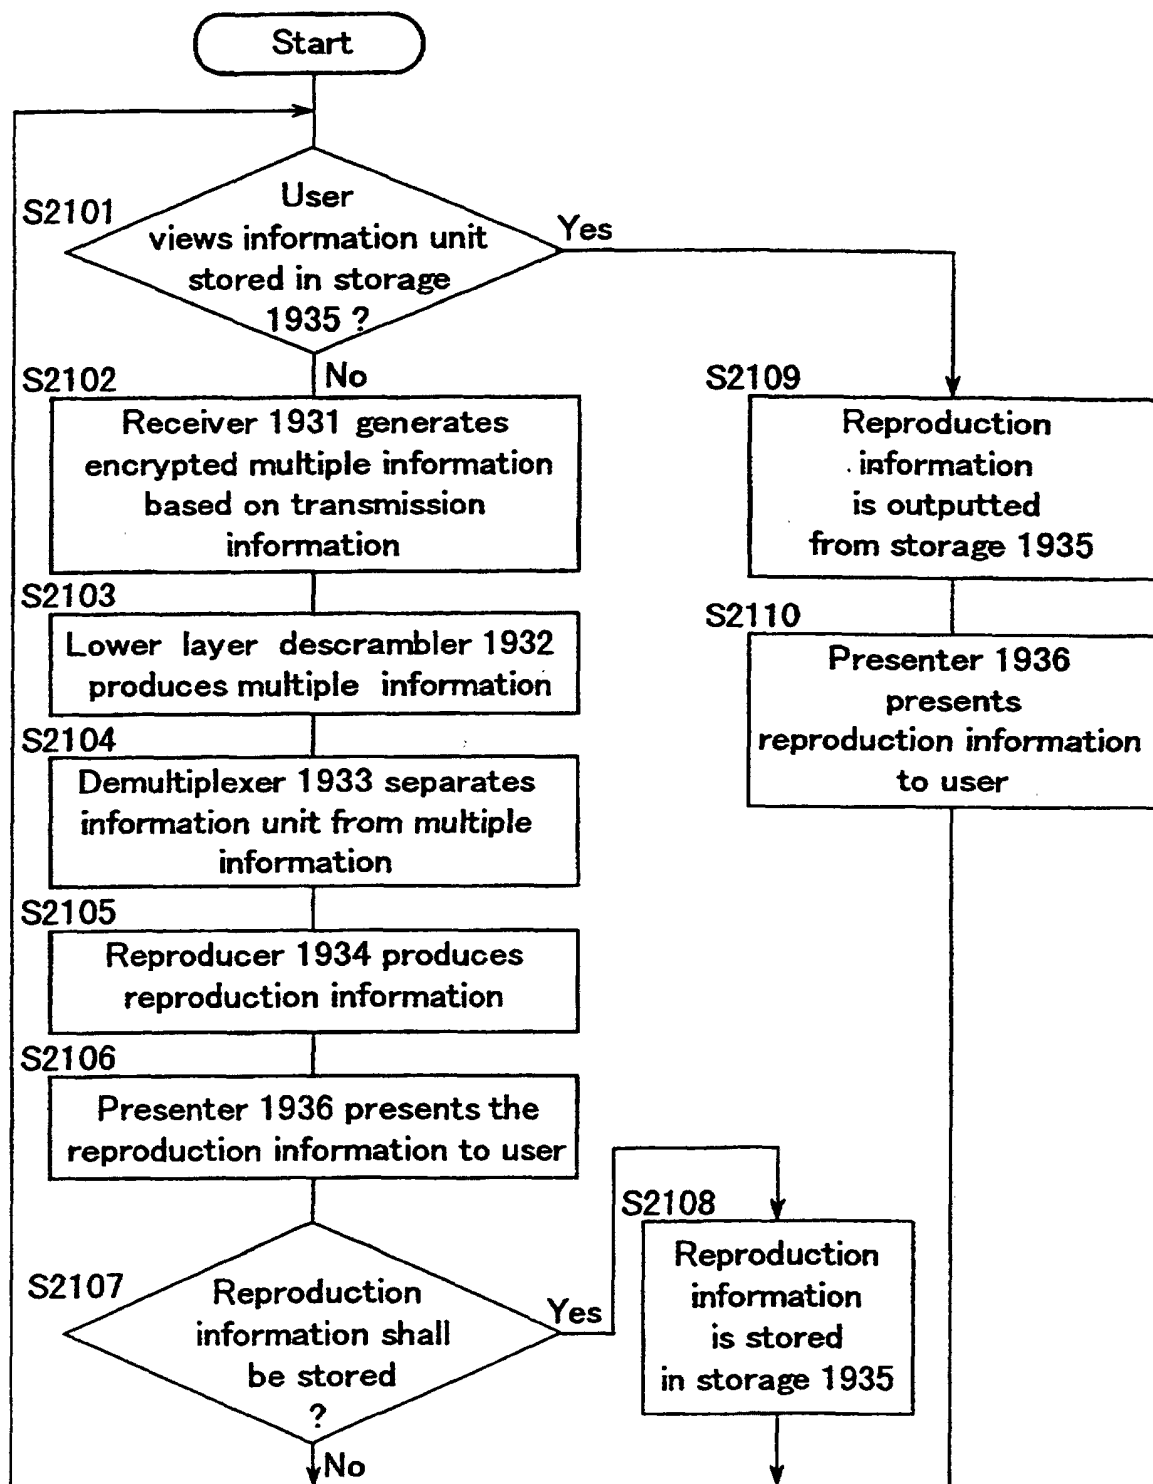 Start
S2101
User
views information unit
stored in storage
1935 ?
Yes
No
S2102
Receiver 1931 generates
encrypted multiple information
based on transmission
information
S2103
Lower layer descrambler 1932
produces multiple information
S2104
Demultiplexer 1933 separates
information unit from multiple
information
S2105
Reproducer 1934 produces
reproduction information
S2106
Presenter 1936 presents the
reproduction information to user
S2107
Reproduction
information shall
be stored
?
Yes
No
S2108
Reproduction
information
is stored
in storage 1935
S2109
Reproduction
information
is outputted
from storage 1935
S2110
Presenter 1936
presents
reproduction information
to user